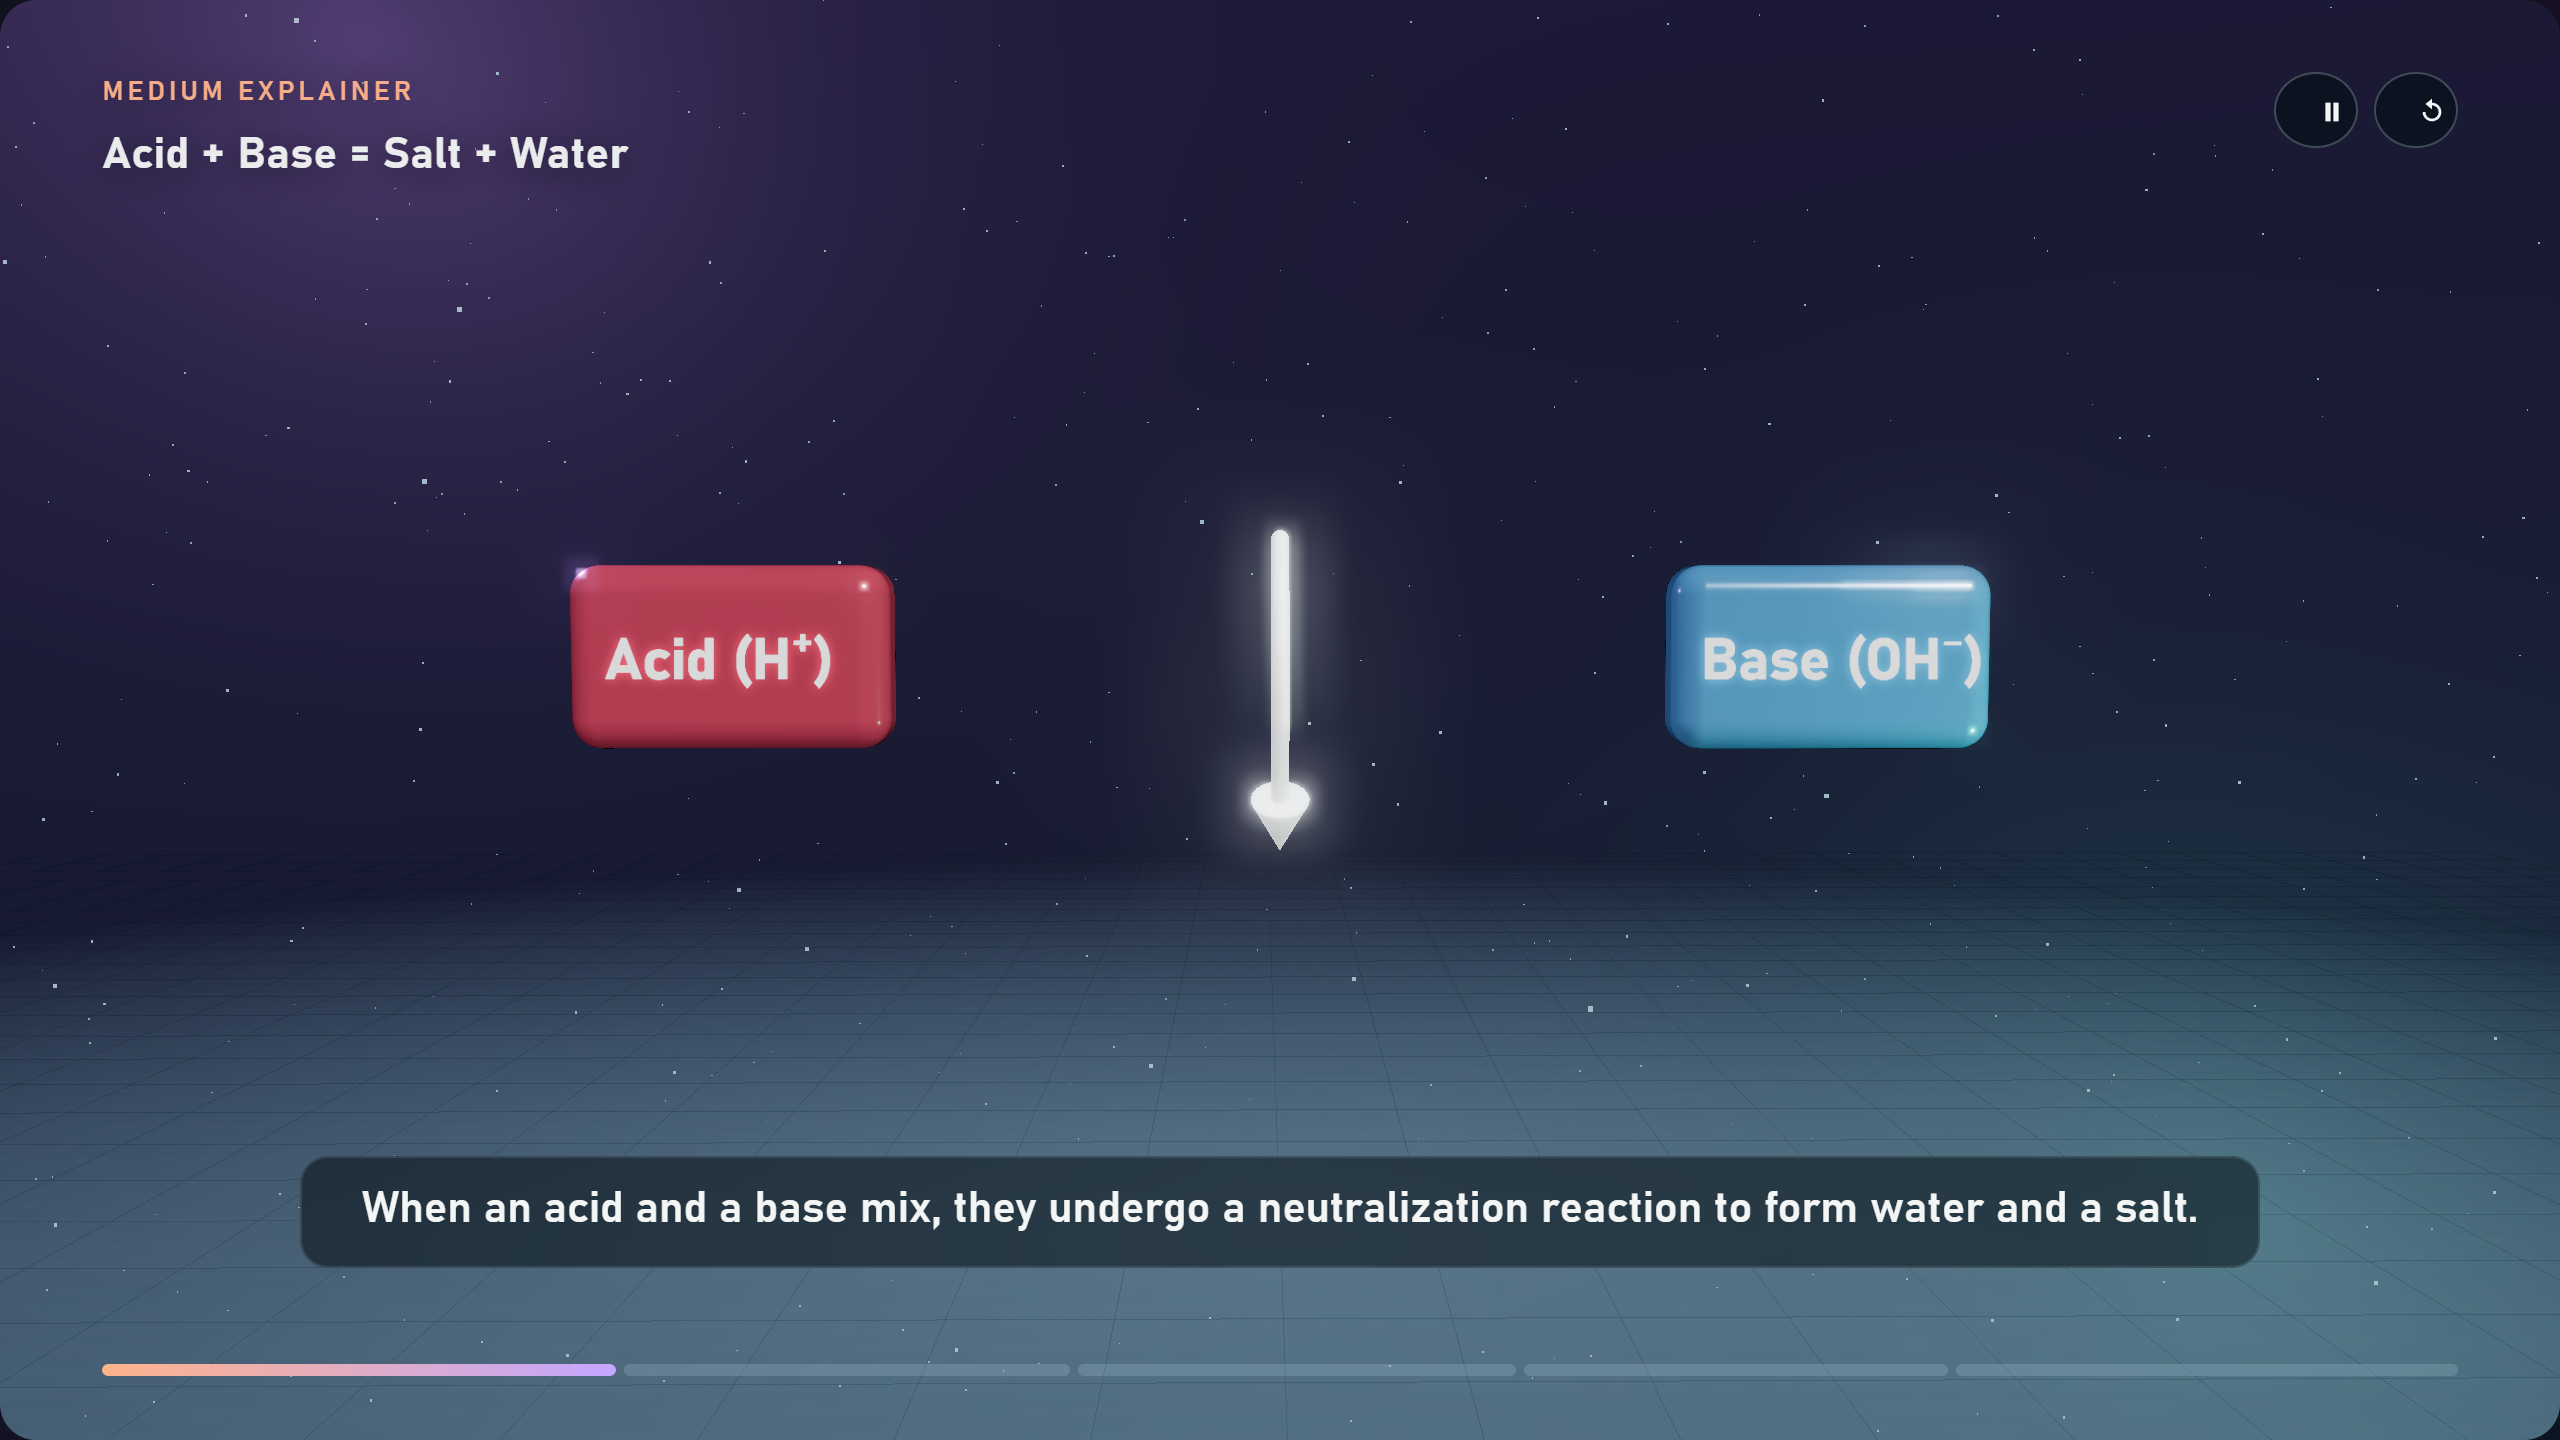 MEDIUM EXPLAINER
Acid + Base = Salt + Water
Acid (H⁺)
Base (OH⁻)
When an acid and a base mix, they undergo a neutralization reaction to form water and a salt.